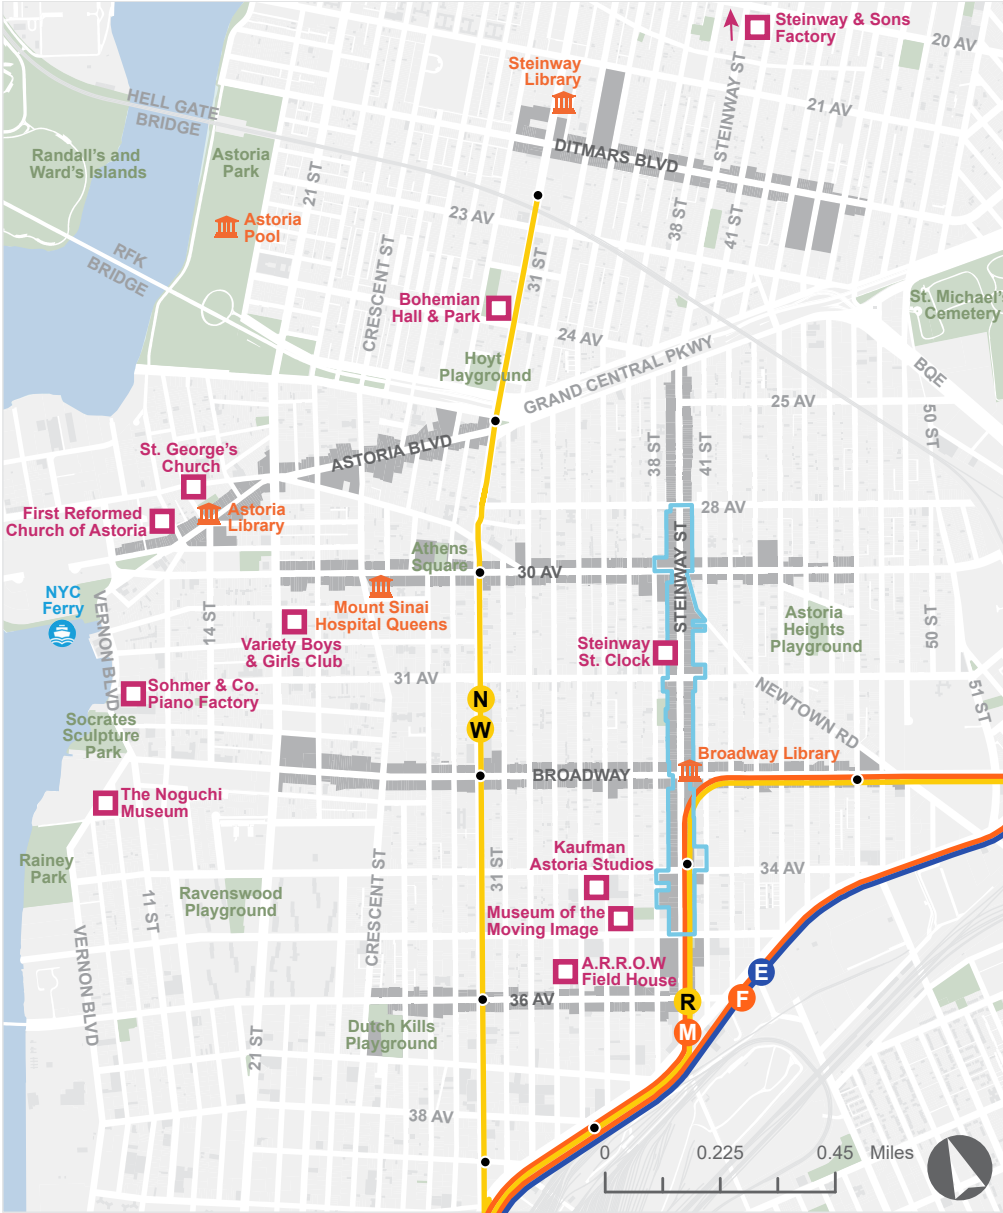 Steinway & Sons
Factory
20 AV
Steinway
Library
STEINWAY ST
21 AV
HELL GATE
BRIDGE
DITMARS BLVD
Randall's and
Ward's Islands
Astoria
Park
21 ST
23 AV
38 ST
41 ST
Astoria
Pool
RFK
BRIDGE
CRESCENT ST
31 ST
Bohemian
Hall & Park
St. Michael's
Cemetery
24 AV
Hoyt
Playground
GRAND CENTRAL PKWY
BQE
25 AV
50 ST
ASTORIA BLVD
38 ST
41 ST
St. George's
Church
First Reformed
Church of Astoria
Astoria
Library
28 AV
STEINWAY ST
Athens
Square
30 AV
NYC
Ferry
VERNON BLVD
14 ST
Mount Sinai
Hospital Queens
Variety Boys
& Girls Club
Steinway
St. Clock
Astoria
Heights
Playground
50 ST
31 AV
Sohmer & Co.
Piano Factory
N
W
NEWTOWN RD
51 ST
Socrates
Sculpture
Park
Broadway Library
BROADWAY
The Noguchi
Museum
Kaufman
Astoria Studios
34 AV
Rainey
Park
11 ST
Ravenswood
Playground
CRESCENT ST
31 ST
Museum of the
Moving Image
VERNON BLVD
A.R.R.O.W
Field House
E
F
R
M
36 AV
Dutch Kills
Playground
21 ST
38 AV
0 0.225 0.45 Miles